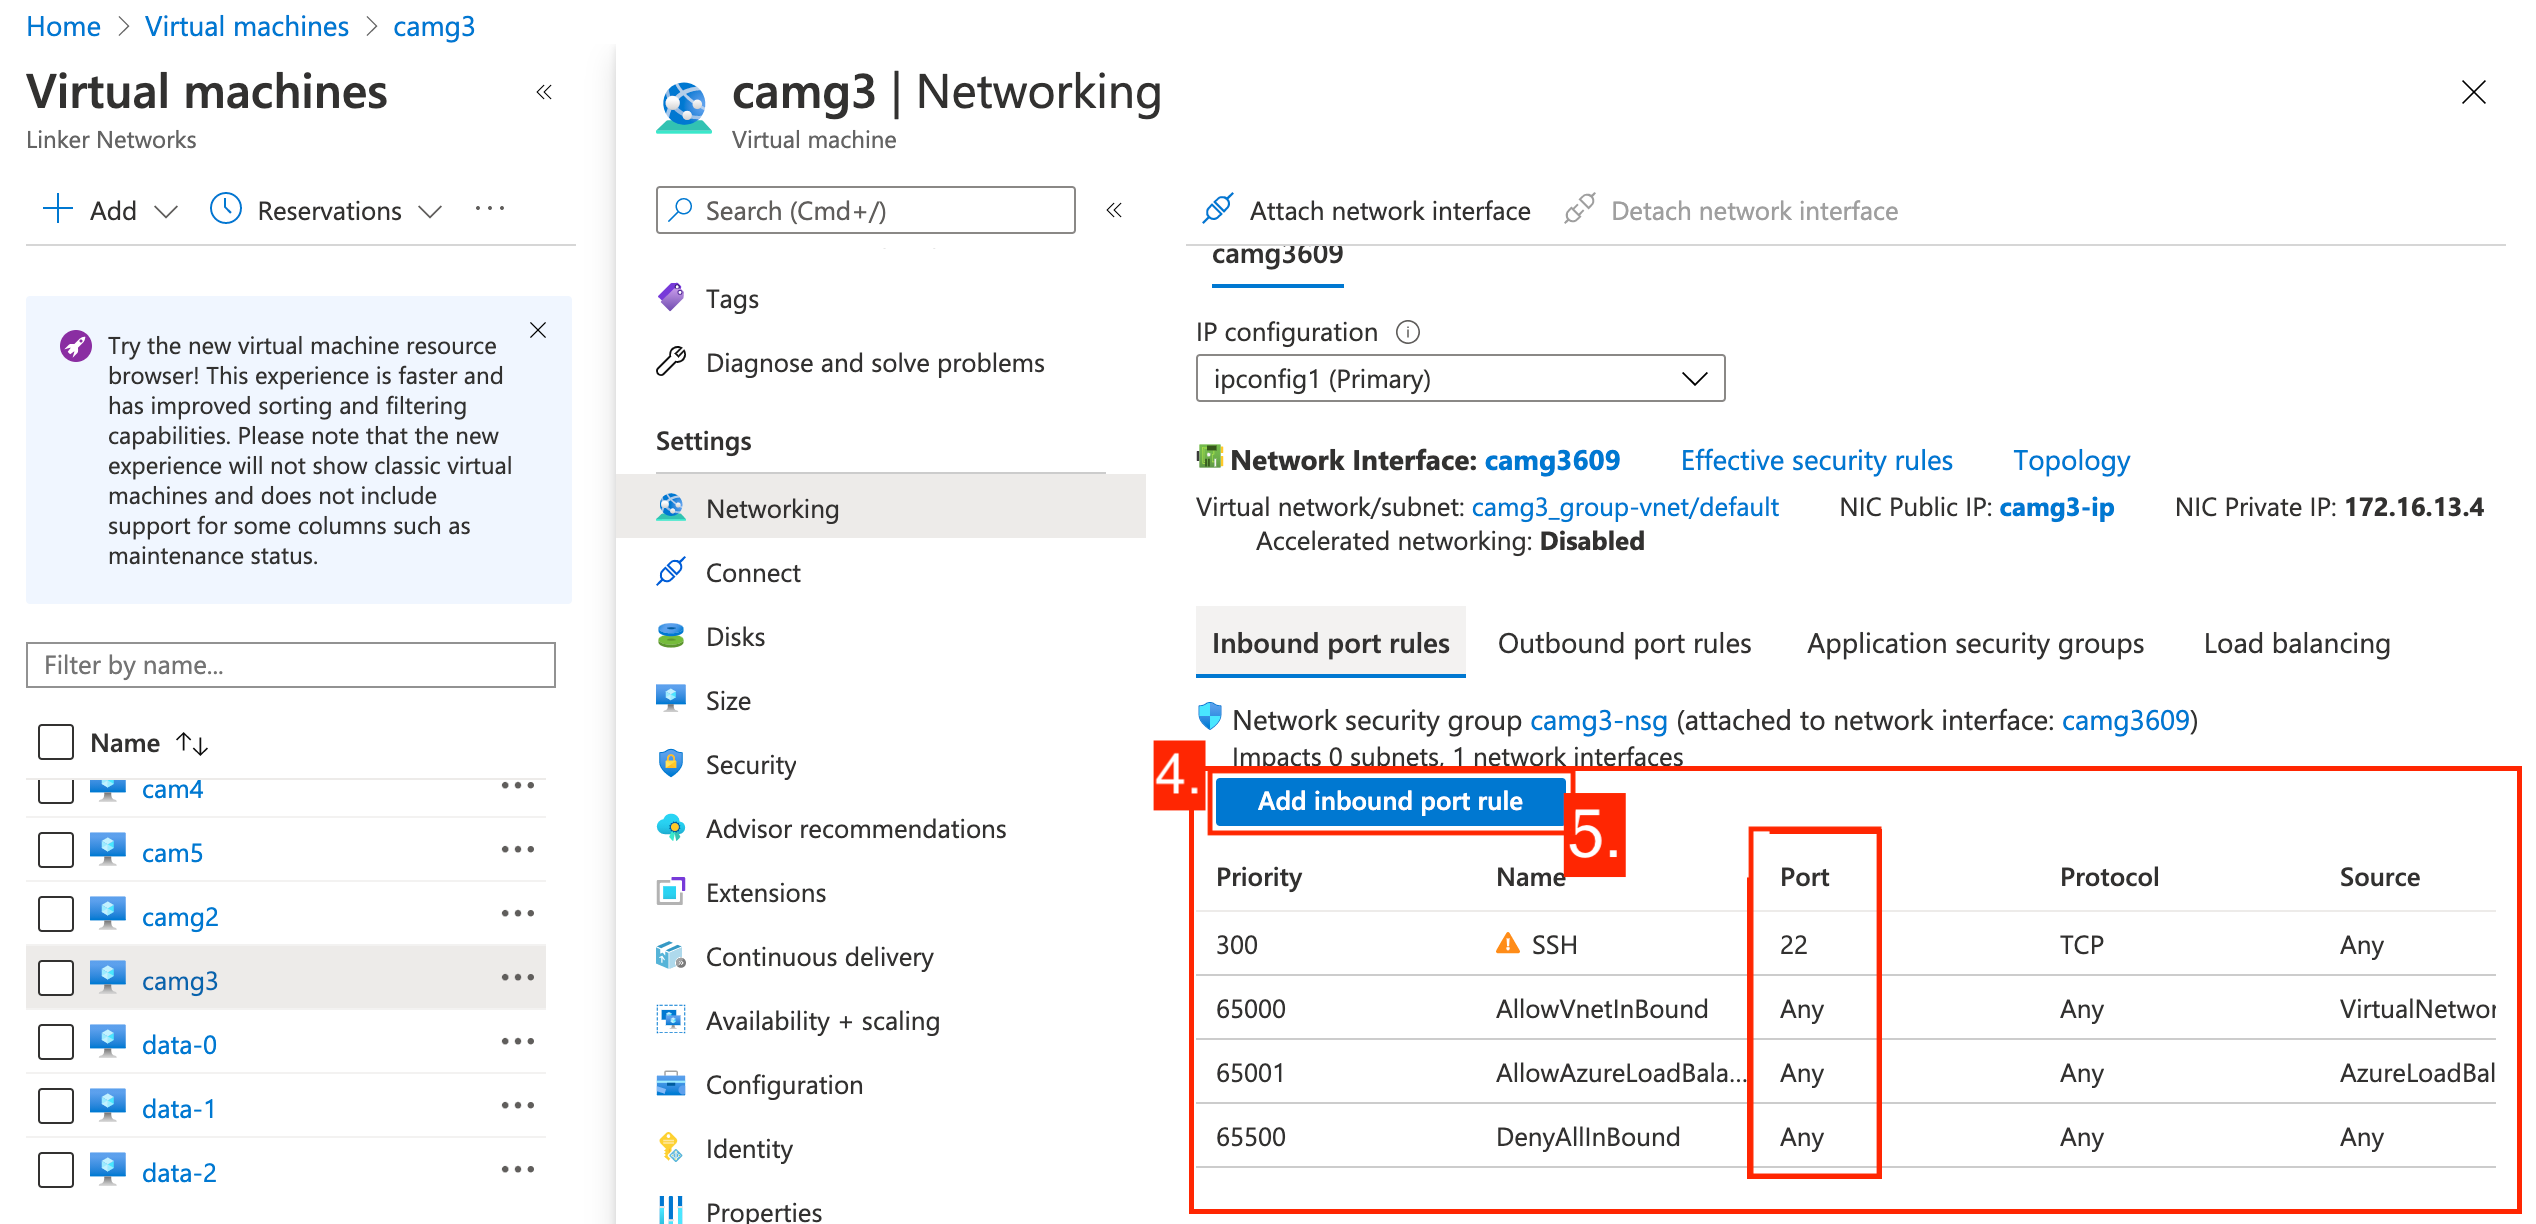 Home > Virtual machines > camg3
Virtual machines
«
Linker Networks
Add
Reservations
...
Try the new virtual machine resource
browser! This experience is faster and
has improved sorting and filtering
capabilities. Please note that the new
experience will not show classic virtual
machines and does not include
support for some columns such as
maintenance status.
Filter by name...
Name ↑↓
cam4 ...
cam5 ...
camg2 ...
camg3 ...
data-0 ...
data-1 ...
data-2 ...
camg3 | Networking
Virtual machine
Search (Cmd+/)
«
Tags
Diagnose and solve problems
Settings
Networking
Connect
Disks
Size
Security
Advisor recommendations
Extensions
Continuous delivery
Availability + scaling
Configuration
Identity
Properties
Attach network interface
Detach network interface
camg3609
IP configuration
ipconfig1 (Primary)
Network Interface: camg3609 Effective security rules Topology
Virtual network/subnet: camg3_group-vnet/default NIC Public IP: camg3-ip NIC Private IP: 172.16.13.4
Accelerated networking: Disabled
Inbound port rules Outbound port rules Application security groups Load balancing
Network security group camg3-nsg (attached to network interface: camg3609)
Impacts 0 subnets, 1 network interfaces
4.
Add inbound port rule
5.
Priority Name Port Protocol Source
300 SSH 22 TCP Any
65000 AllowVnetInBound Any Any VirtualNetwor
65001 AllowAzureLoadBala... Any Any AzureLoadBal
65500 DenyAllInBound Any Any Any